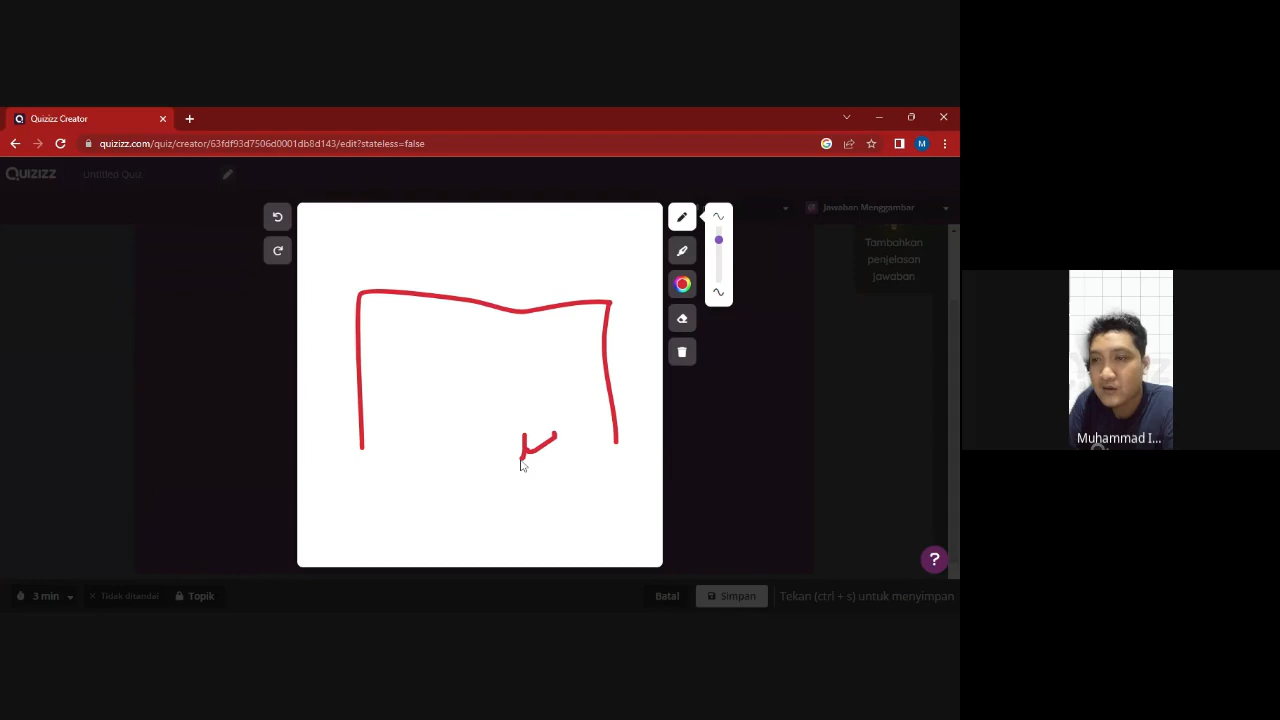 Quizizz Creator
quizizz.com/quiz/creator/63fdf93d7506d0001db8d143/edit?stateless=false
M
QUIZIZZ
Untitled Quiz
Jawaban Menggambar
Tambahkan
penjelasan
jawaban
Muhammad I...
?
3 min
Tidak ditandai
Topik
Batal
Simpan
Tekan (ctrl + s) untuk menyimpan